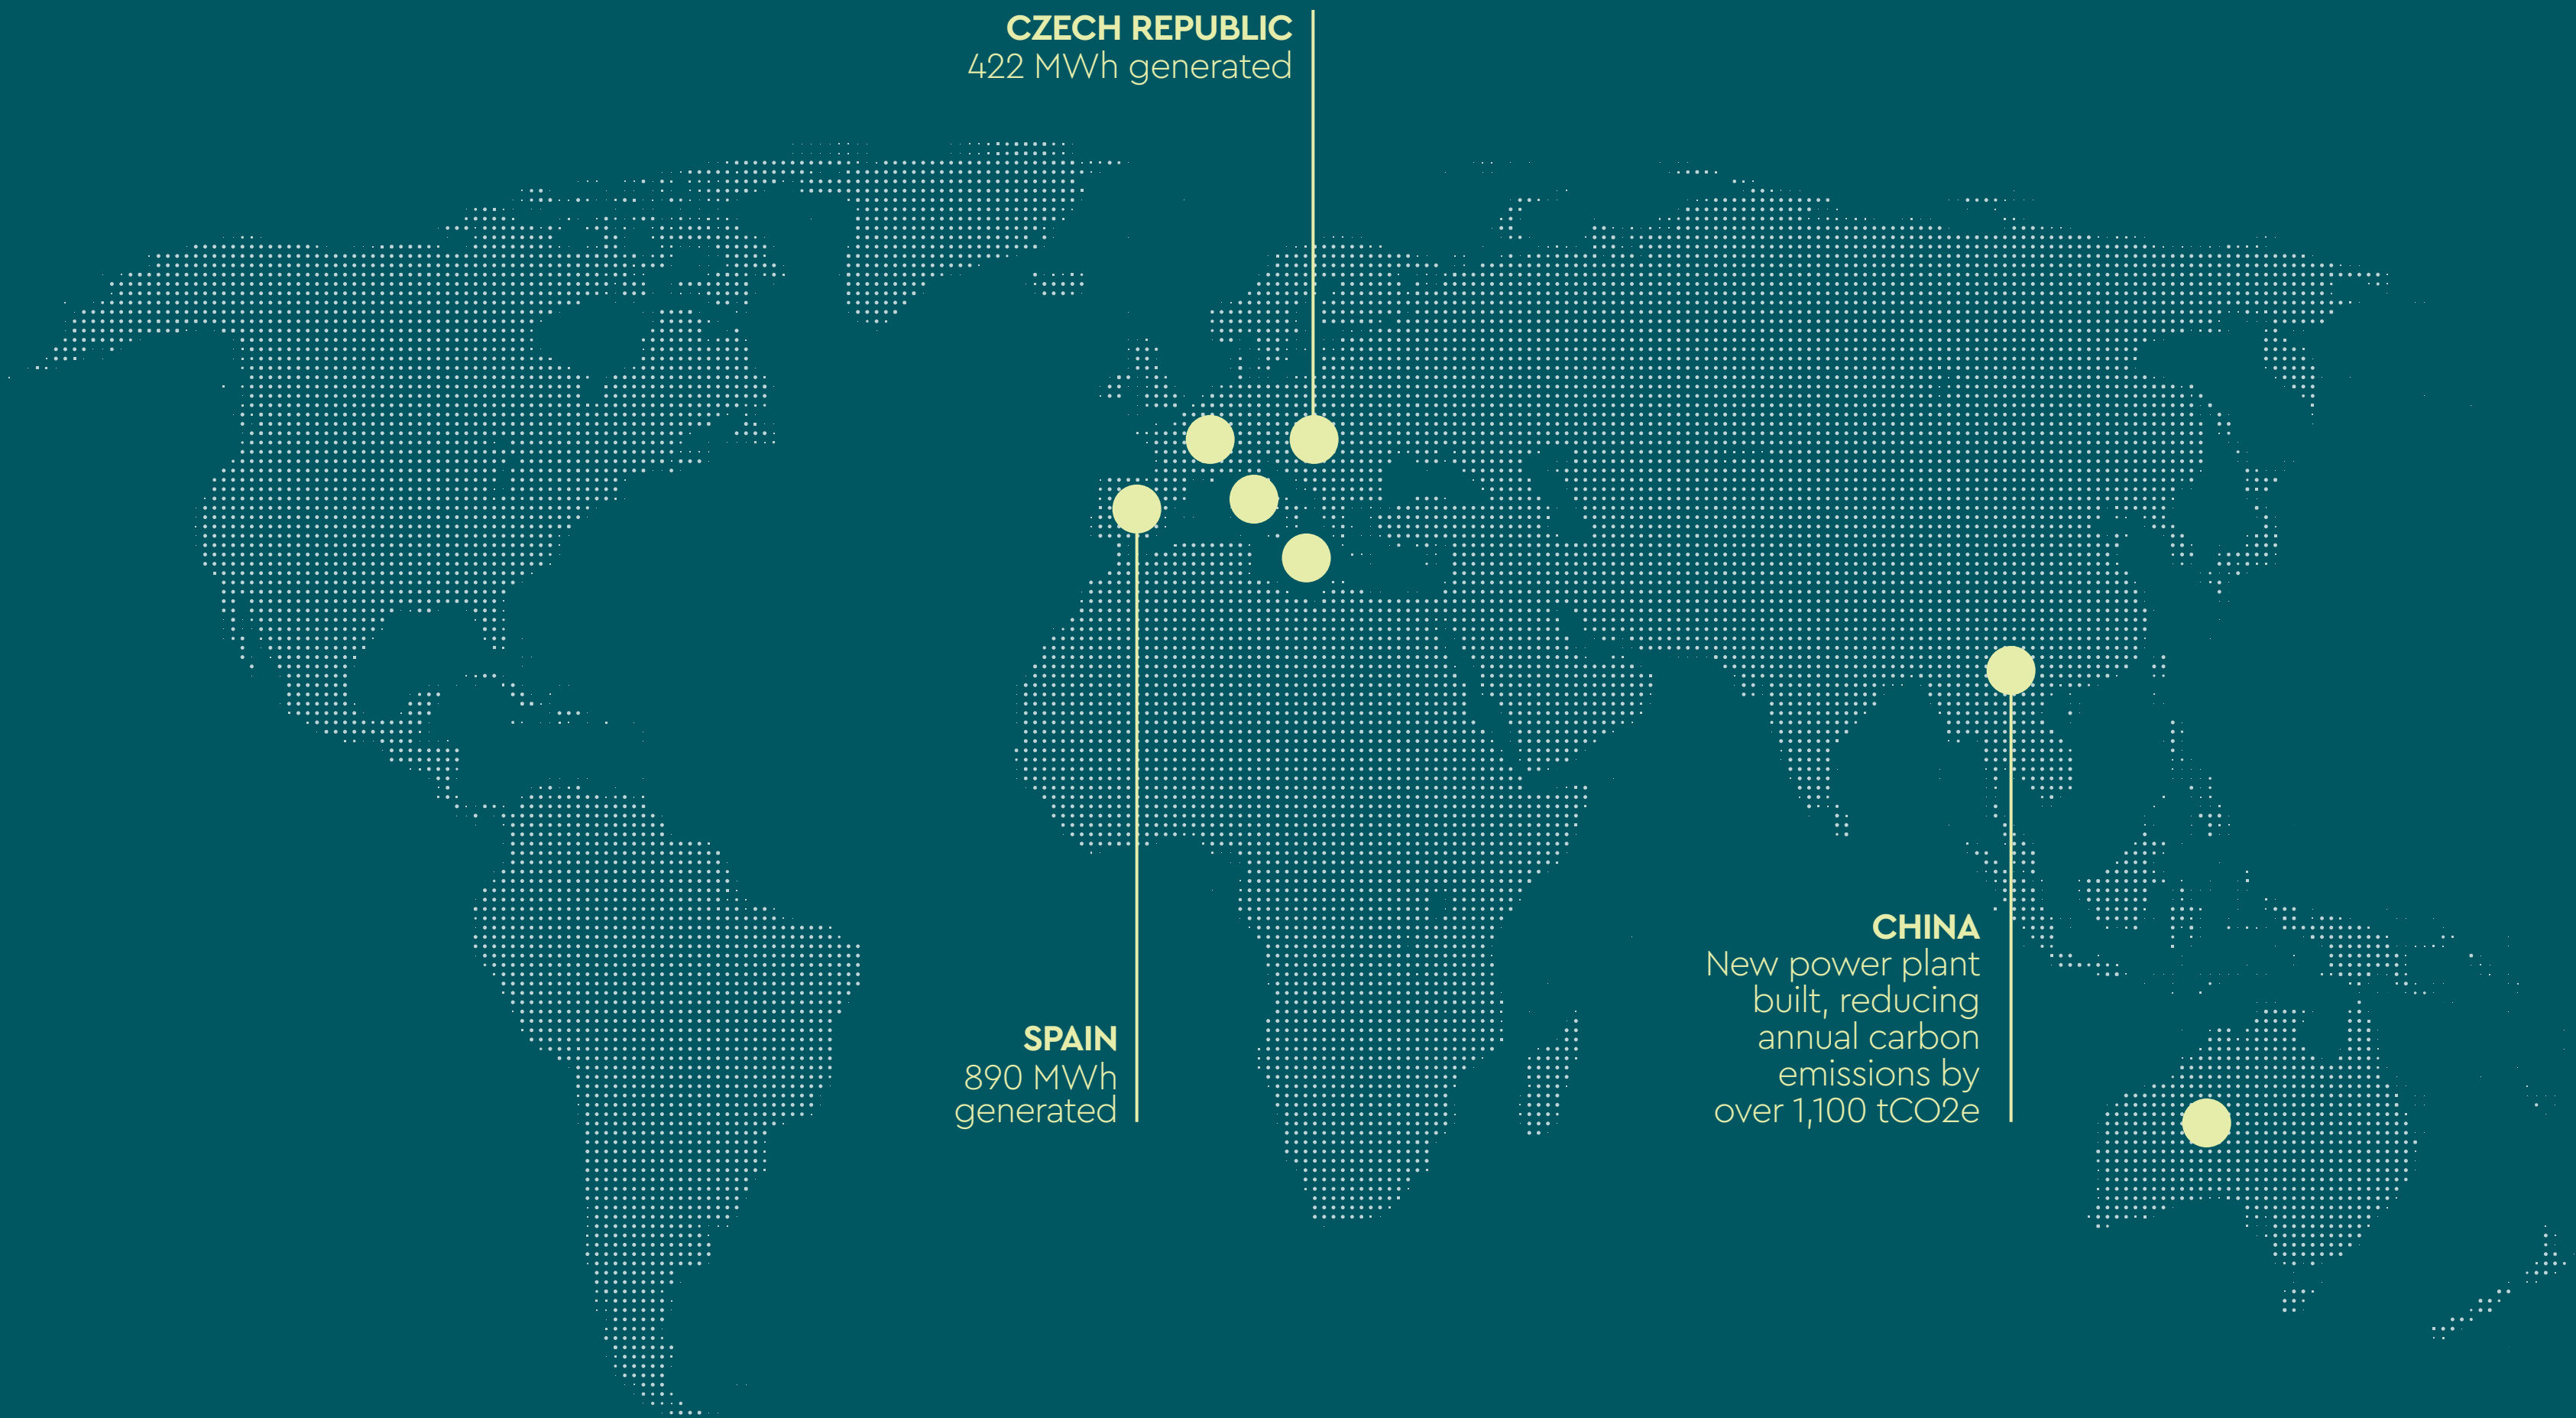 CZECH REPUBLIC
422 MWh generated
SPAIN
890 MWh
generated
CHINA
New power plant
built, reducing
annual carbon
emissions by
over 1,100 tCO2e